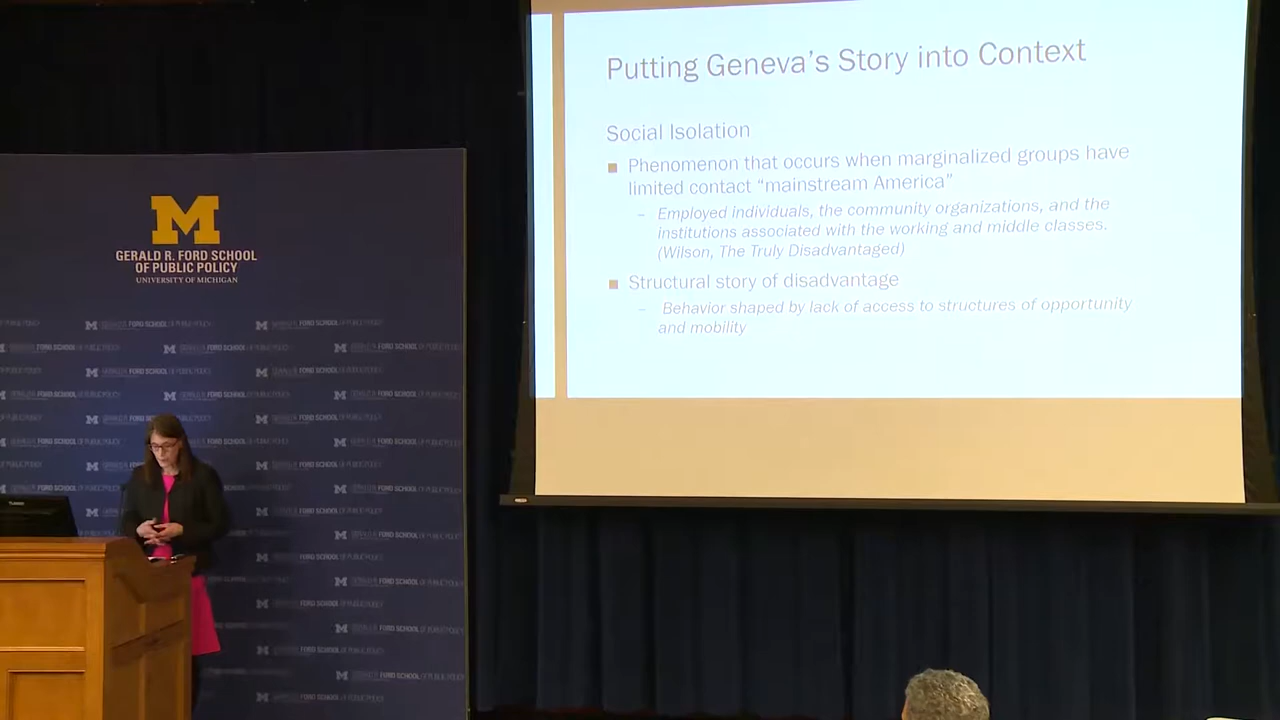 Putting Geneva's Story into Context
Social Isolation
Phenomenon that occurs when marginalized groups have
limited contact "mainstream America"
– Employed individuals, the community organizations, and the
institutions associated with the working and middle classes.
(Wilson, The Truly Disadvantaged)
Structural story of disadvantage
– Behavior shaped by lack of access to structures of opportunity
and mobility
M
GERALD R. FORD SCHOOL
OF PUBLIC POLICY
UNIVERSITY OF MICHIGAN